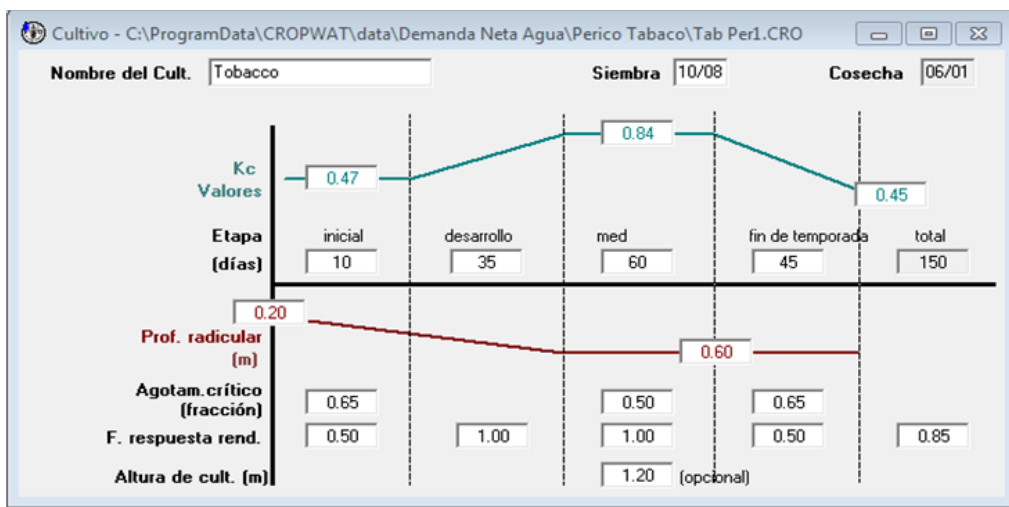 Cultivo - C:\ProgramData\CROPWAT\data\Demanda Neta Agua\Perico Tabaco\Tab Per1.CRO
Nombre del Cult. Tobacco Siembra 10/08 Cosecha 06/01
Kc
Valores
0.47 0.84 0.45
Etapa inicial desarrollo med fin de temporada total
(días) 10 35 60 45 150
0.20
Prof. radicular
(m)
0.60
Agotam.crítico
(fracción)
0.65 0.50 0.65
F. respuesta rend. 0.50 1.00 1.00 0.50 0.85
Altura de cult. (m) 1.20 (opcional)